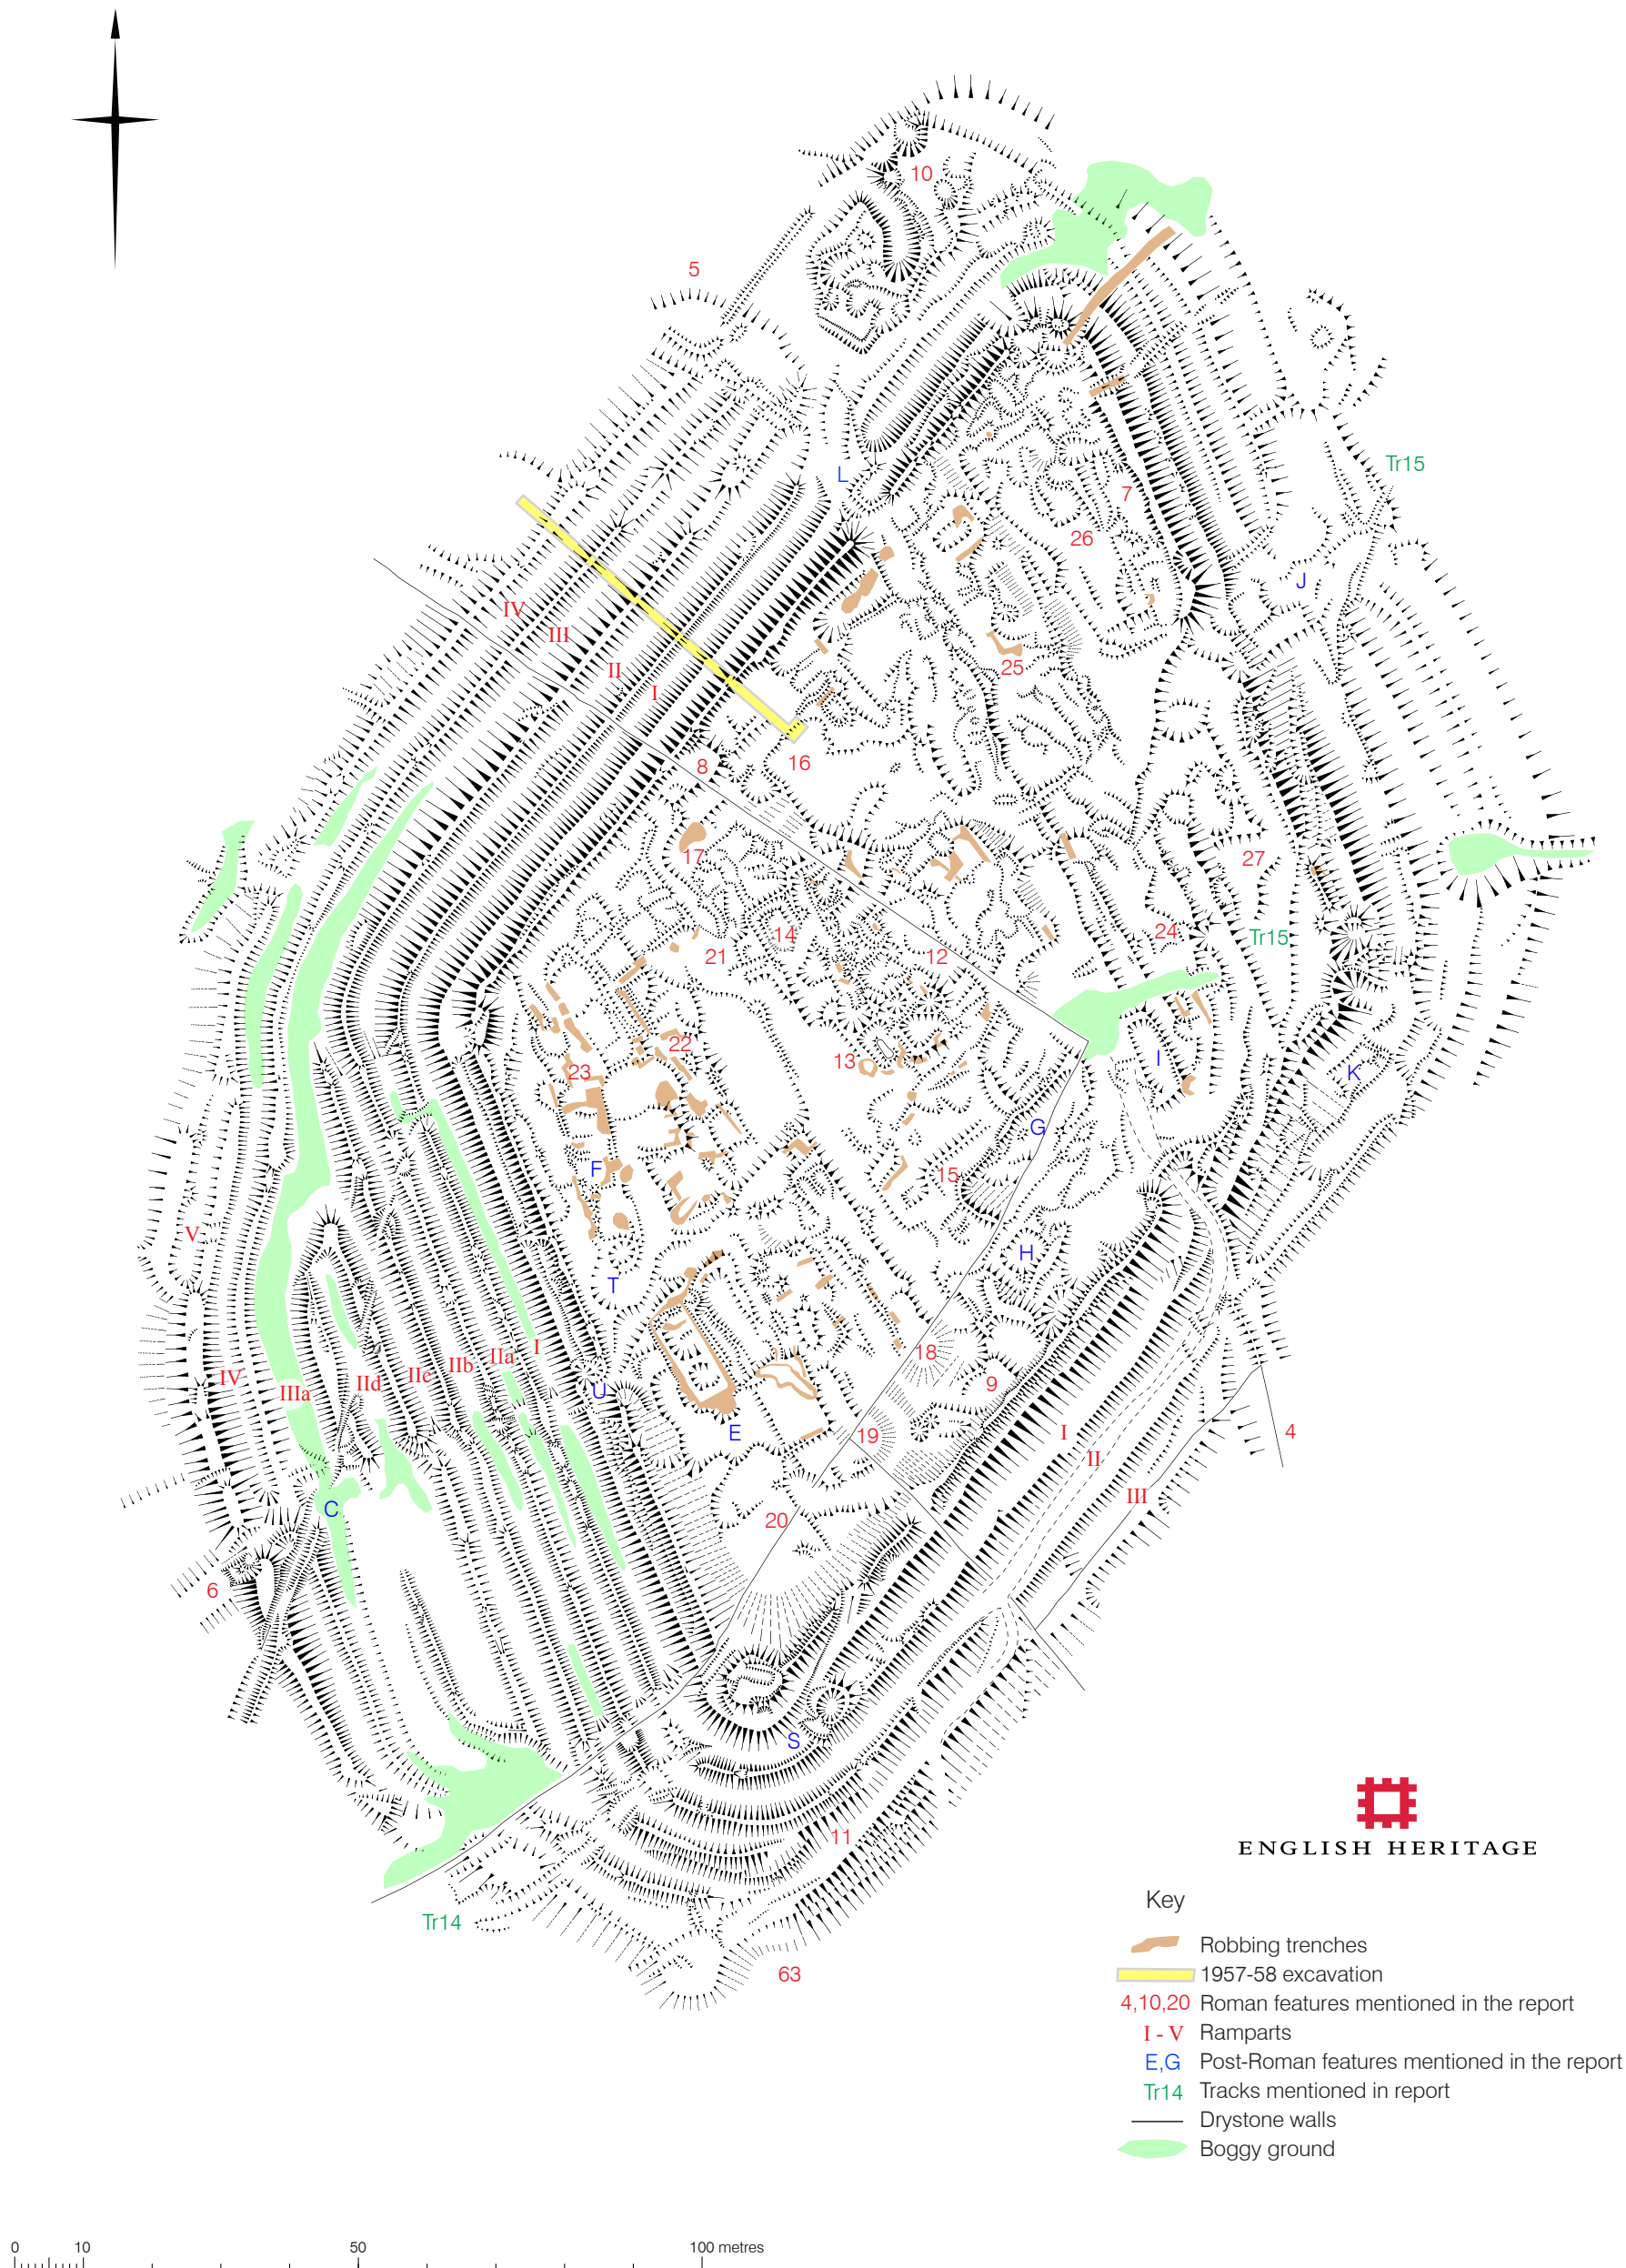 10
5
Tr15
L
7
26
J
IV
III
25
II
I
8
16
17
27
14
24
Tr15
21
12
22
13
I
23
K
G
F
15
V
H
T
I
18
IIa
IIb
IV
IIc
IIIa
IId
9
U
4
E
I
19
II
III
C
20
6
S
11
Tr14
63
ENGLISH HERITAGE
Key
Robbing trenches
1957-58 excavation
4,10,20 Roman features mentioned in the report
I - V Ramparts
E,G Post-Roman features mentioned in the report
Tr14 Tracks mentioned in report
Drystone walls
Boggy ground
0 10 50 100 metres